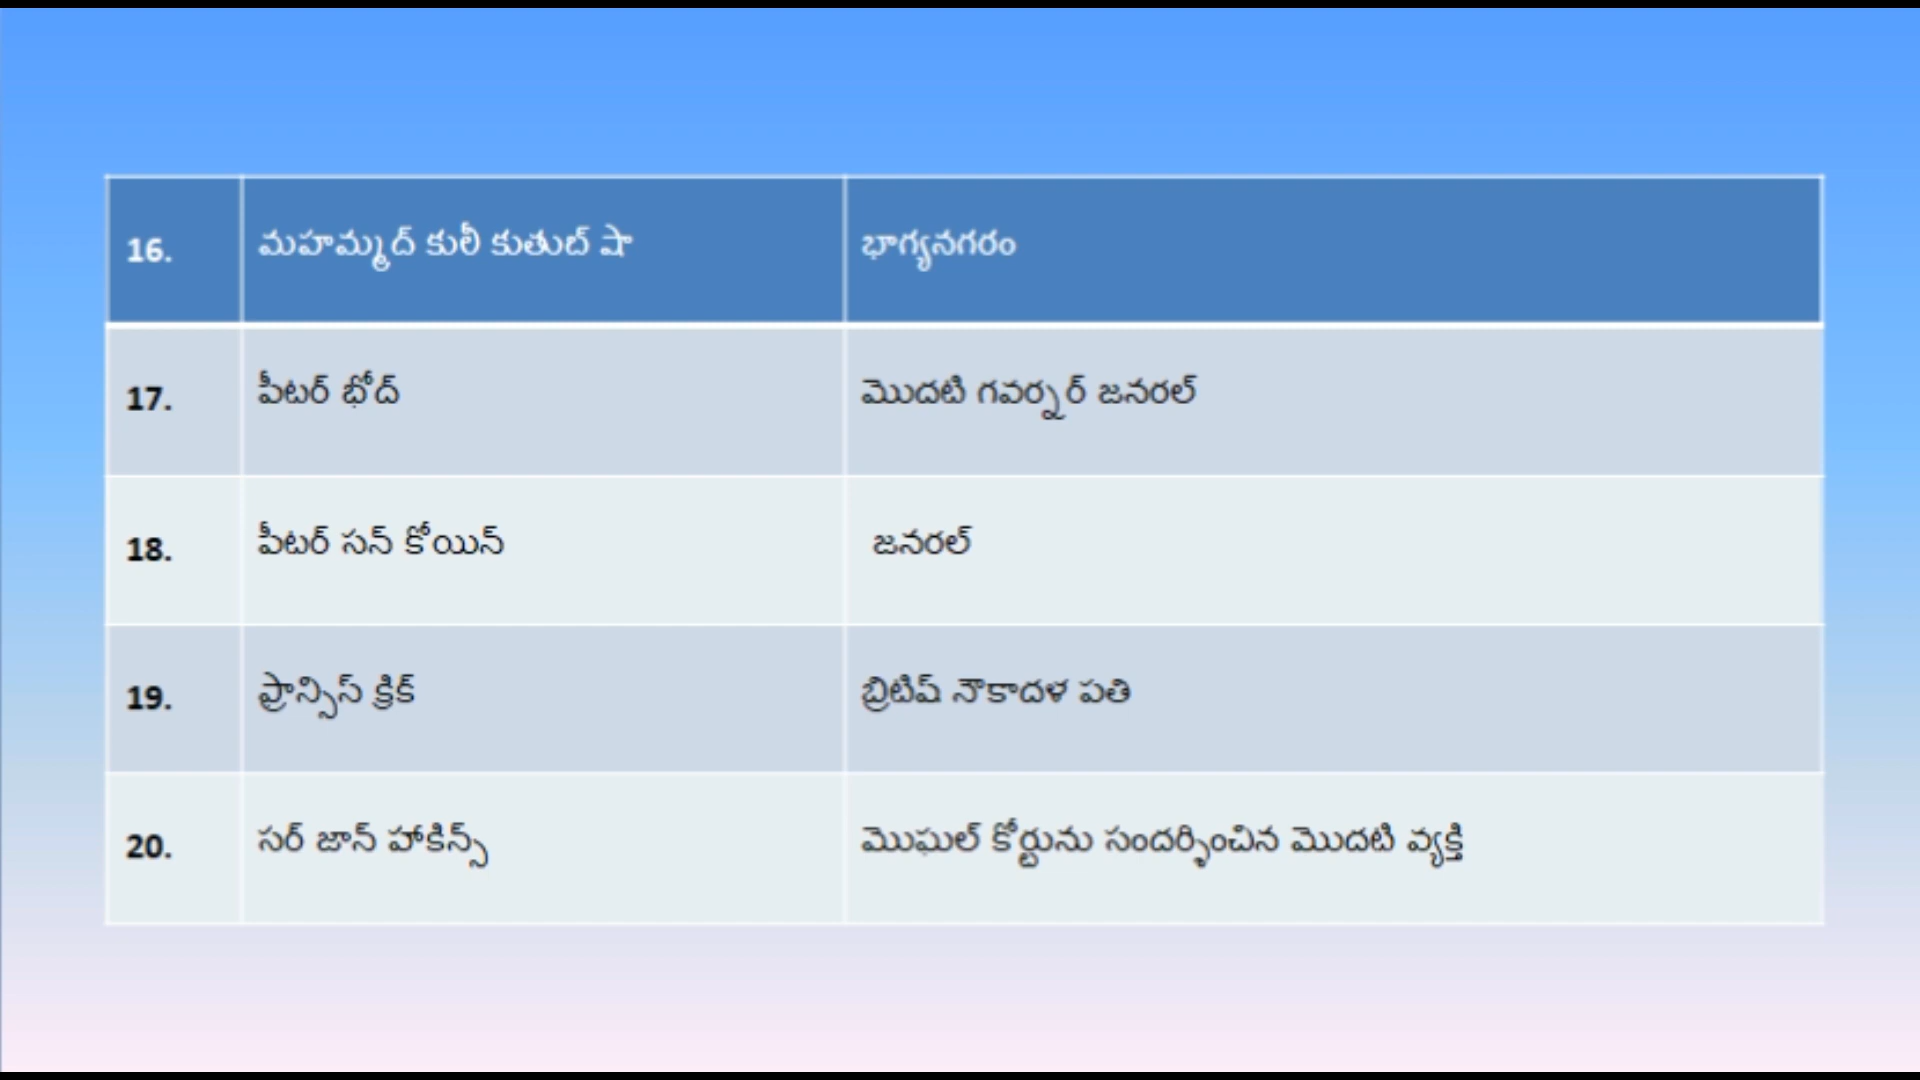 16. మహమ్మద్ కులీ కుతుబ్ షా భాగ్యనగరం
17. పీటర్ భోద్ మొదటి గవర్నర్ జనరల్
18. పీటర్ సన్ కోయిన్ జనరల్
19. ఫ్రాన్సిస్ క్రిక్ బ్రిటిష్ నౌకాదళ పతి
20. సర్ జాన్ హాకిన్స్ మొఘల్ కోర్టును సందర్శించిన మొదటి వ్యక్తి